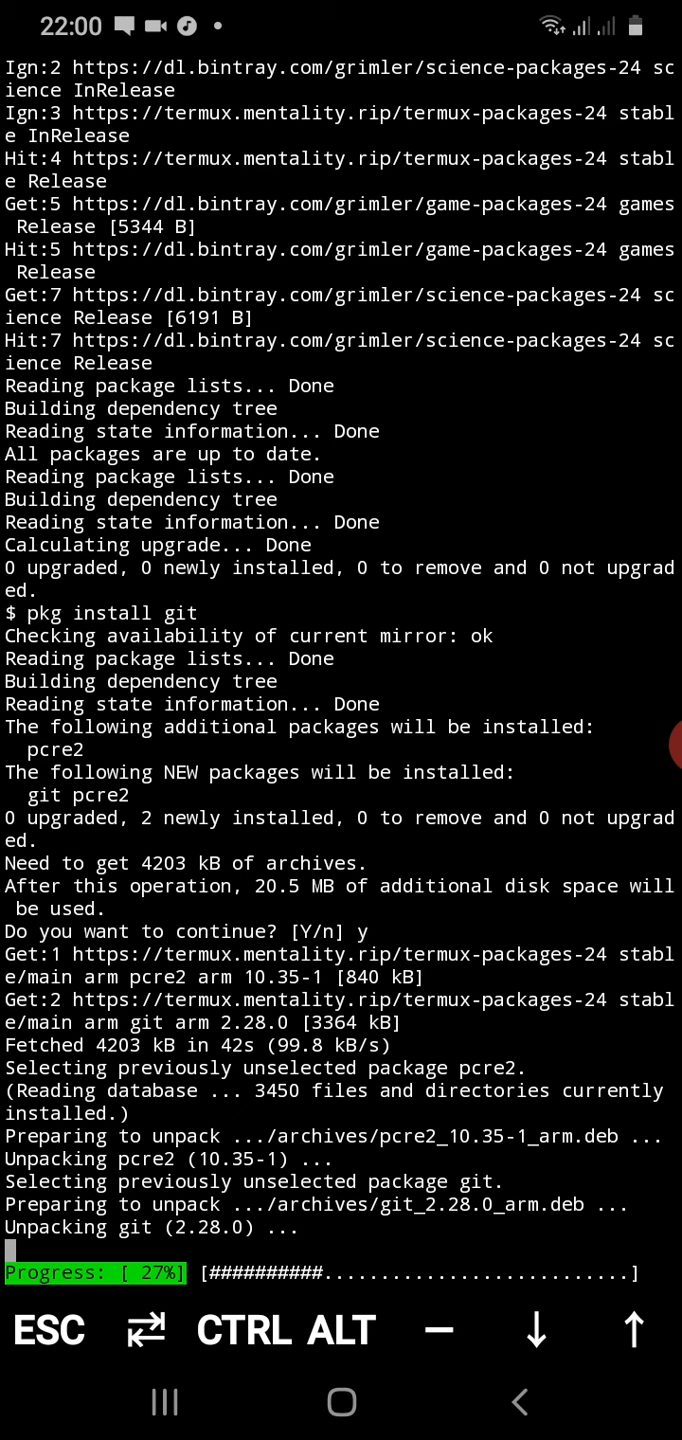 22:00
Ign:2 https://dl.bintray.com/grimler/science-packages-24 sc
ience InRelease
Ign:3 https://termux.mentality.rip/termux-packages-24 stabl
e InRelease
Hit:4 https://termux.mentality.rip/termux-packages-24 stabl
e Release
Get:5 https://dl.bintray.com/grimler/game-packages-24 games
 Release [5344 B]
Hit:5 https://dl.bintray.com/grimler/game-packages-24 games
 Release
Get:7 https://dl.bintray.com/grimler/science-packages-24 sc
ience Release [6191 B]
Hit:7 https://dl.bintray.com/grimler/science-packages-24 sc
ience Release
Reading package lists... Done
Building dependency tree
Reading state information... Done
All packages are up to date.
Reading package lists... Done
Building dependency tree
Reading state information... Done
Calculating upgrade... Done
0 upgraded, 0 newly installed, 0 to remove and 0 not upgrad
ed.
$ pkg install git
Checking availability of current mirror: ok
Reading package lists... Done
Building dependency tree
Reading state information... Done
The following additional packages will be installed:
  pcre2
The following NEW packages will be installed:
  git pcre2
0 upgraded, 2 newly installed, 0 to remove and 0 not upgrad
ed.
Need to get 4203 kB of archives.
After this operation, 20.5 MB of additional disk space will
 be used.
Do you want to continue? [Y/n] y
Get:1 https://termux.mentality.rip/termux-packages-24 stabl
e/main arm pcre2 arm 10.35-1 [840 kB]
Get:2 https://termux.mentality.rip/termux-packages-24 stabl
e/main arm git arm 2.28.0 [3364 kB]
Fetched 4203 kB in 42s (99.8 kB/s)
Selecting previously unselected package pcre2.
(Reading database ... 3450 files and directories currently
installed.)
Preparing to unpack .../archives/pcre2_10.35-1_arm.deb ...
Unpacking pcre2 (10.35-1) ...
Selecting previously unselected package git.
Preparing to unpack .../archives/git_2.28.0_arm.deb ...
Unpacking git (2.28.0) ...
Progress: [ 27%] [##########...........................]
ESC ⇄ CTRL ALT — ↓ ↑